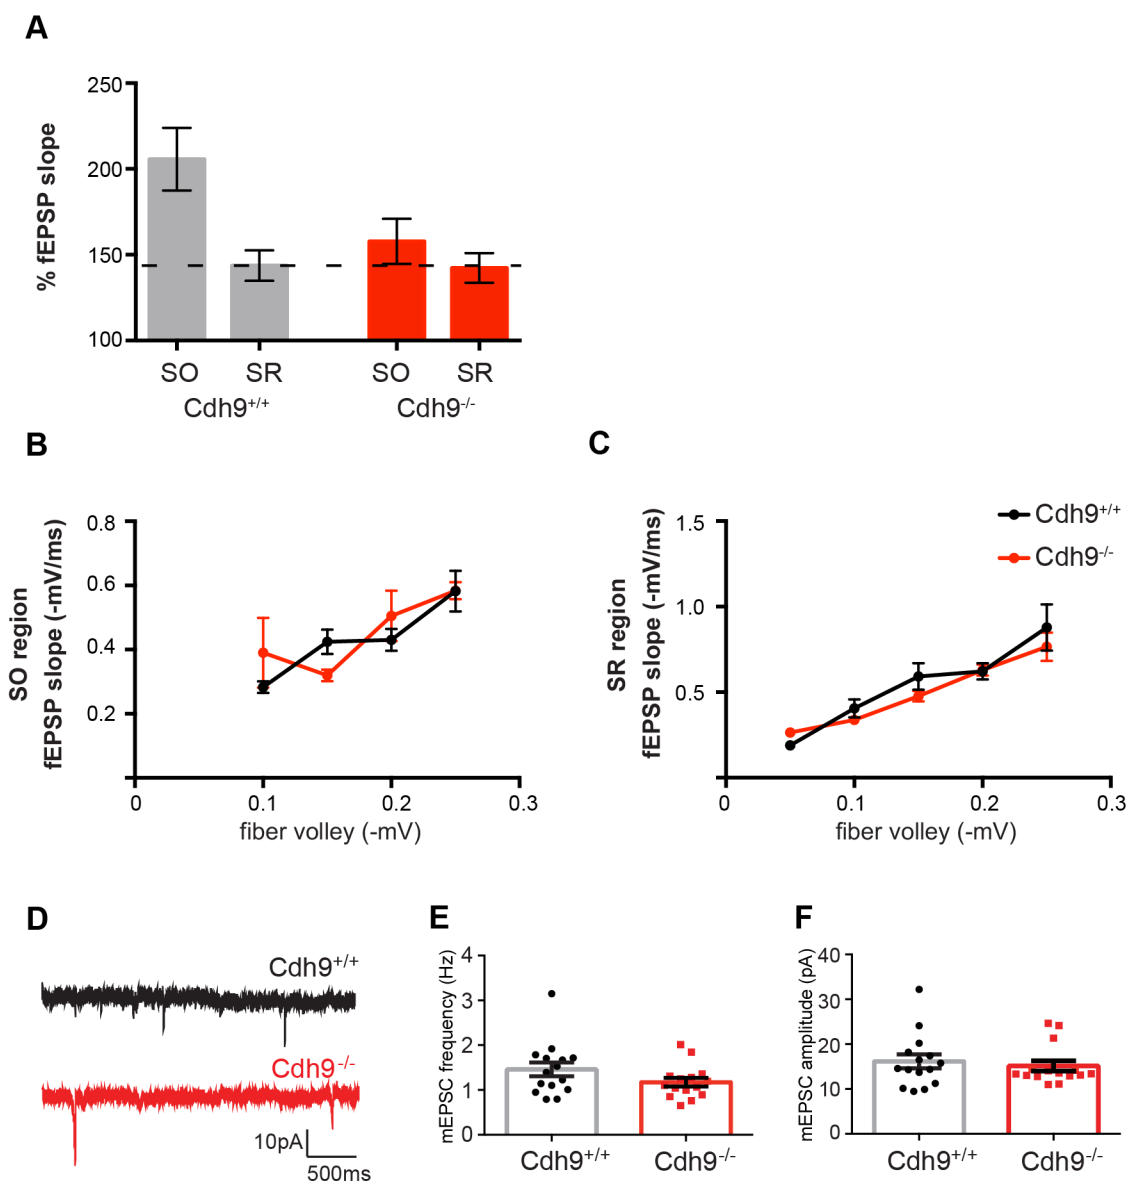 A
% fEPSP slope
250
200
150
100
SO SR SO SR
Cdh9+/+ Cdh9-/-
B
SO region
fEPSP slope (-mV/ms)
0.8
0.6
0.4
0.2
0 0.1 0.2 0.3
fiber volley (-mV)
C
SR region
fEPSP slope (-mV/ms)
1.5
1.0
0.5
0 0.1 0.2 0.3
fiber volley (-mV)
Cdh9+/+
Cdh9-/-
D
Cdh9+/+
Cdh9-/-
10pA
500ms
E
mEPSC frequency (Hz)
4
3
2
1
0
Cdh9+/+ Cdh9-/-
F
mEPSC amplitude (pA)
40
30
20
10
0
Cdh9+/+ Cdh9-/-